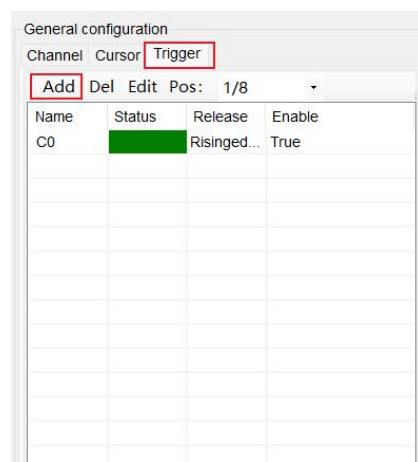 General configuration
Channel Cursor Trigger
Add Del Edit Pos: 1/8
Name Status Release Enable
C0 Risinged... True